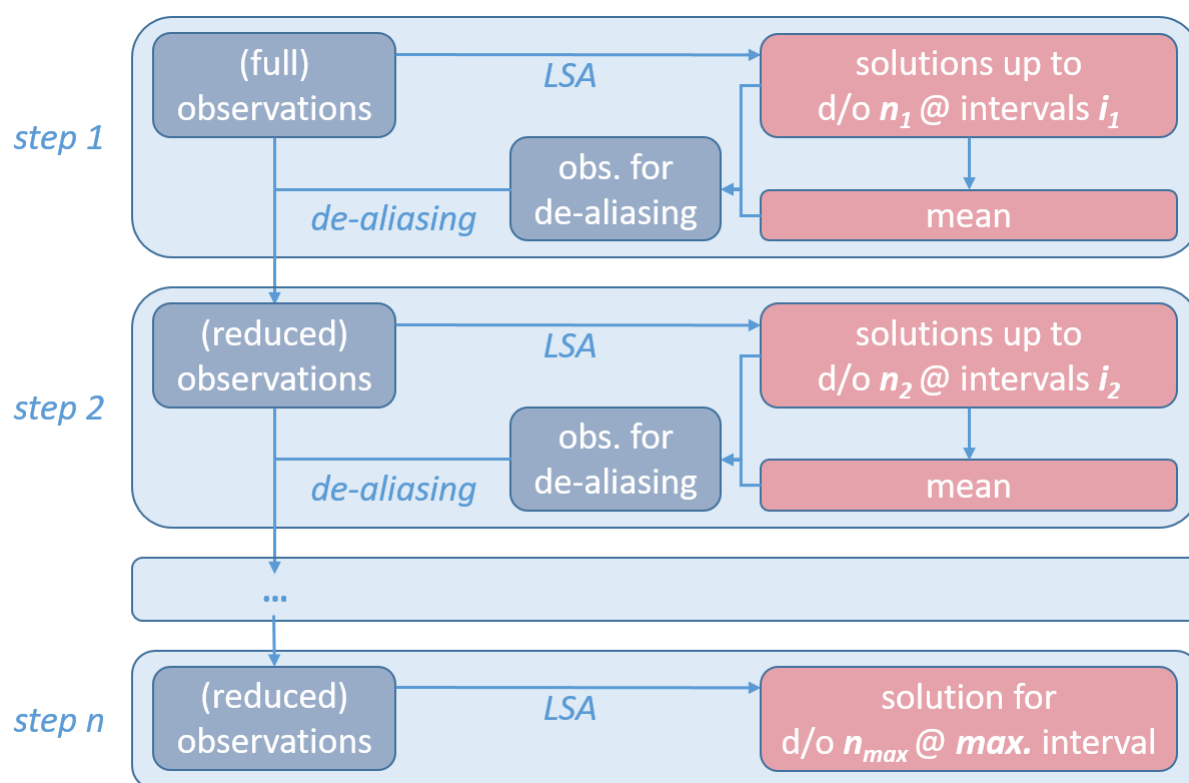 step 1
(full)
observations
LSA
solutions up to
d/o n₁ @ intervals i₁
obs. for
de-aliasing
de-aliasing
mean
step 2
(reduced)
observations
LSA
solutions up to
d/o n₂ @ intervals i₂
obs. for
de-aliasing
de-aliasing
mean
...
step n
(reduced)
observations
LSA
solution for
d/o nmax @ max. interval